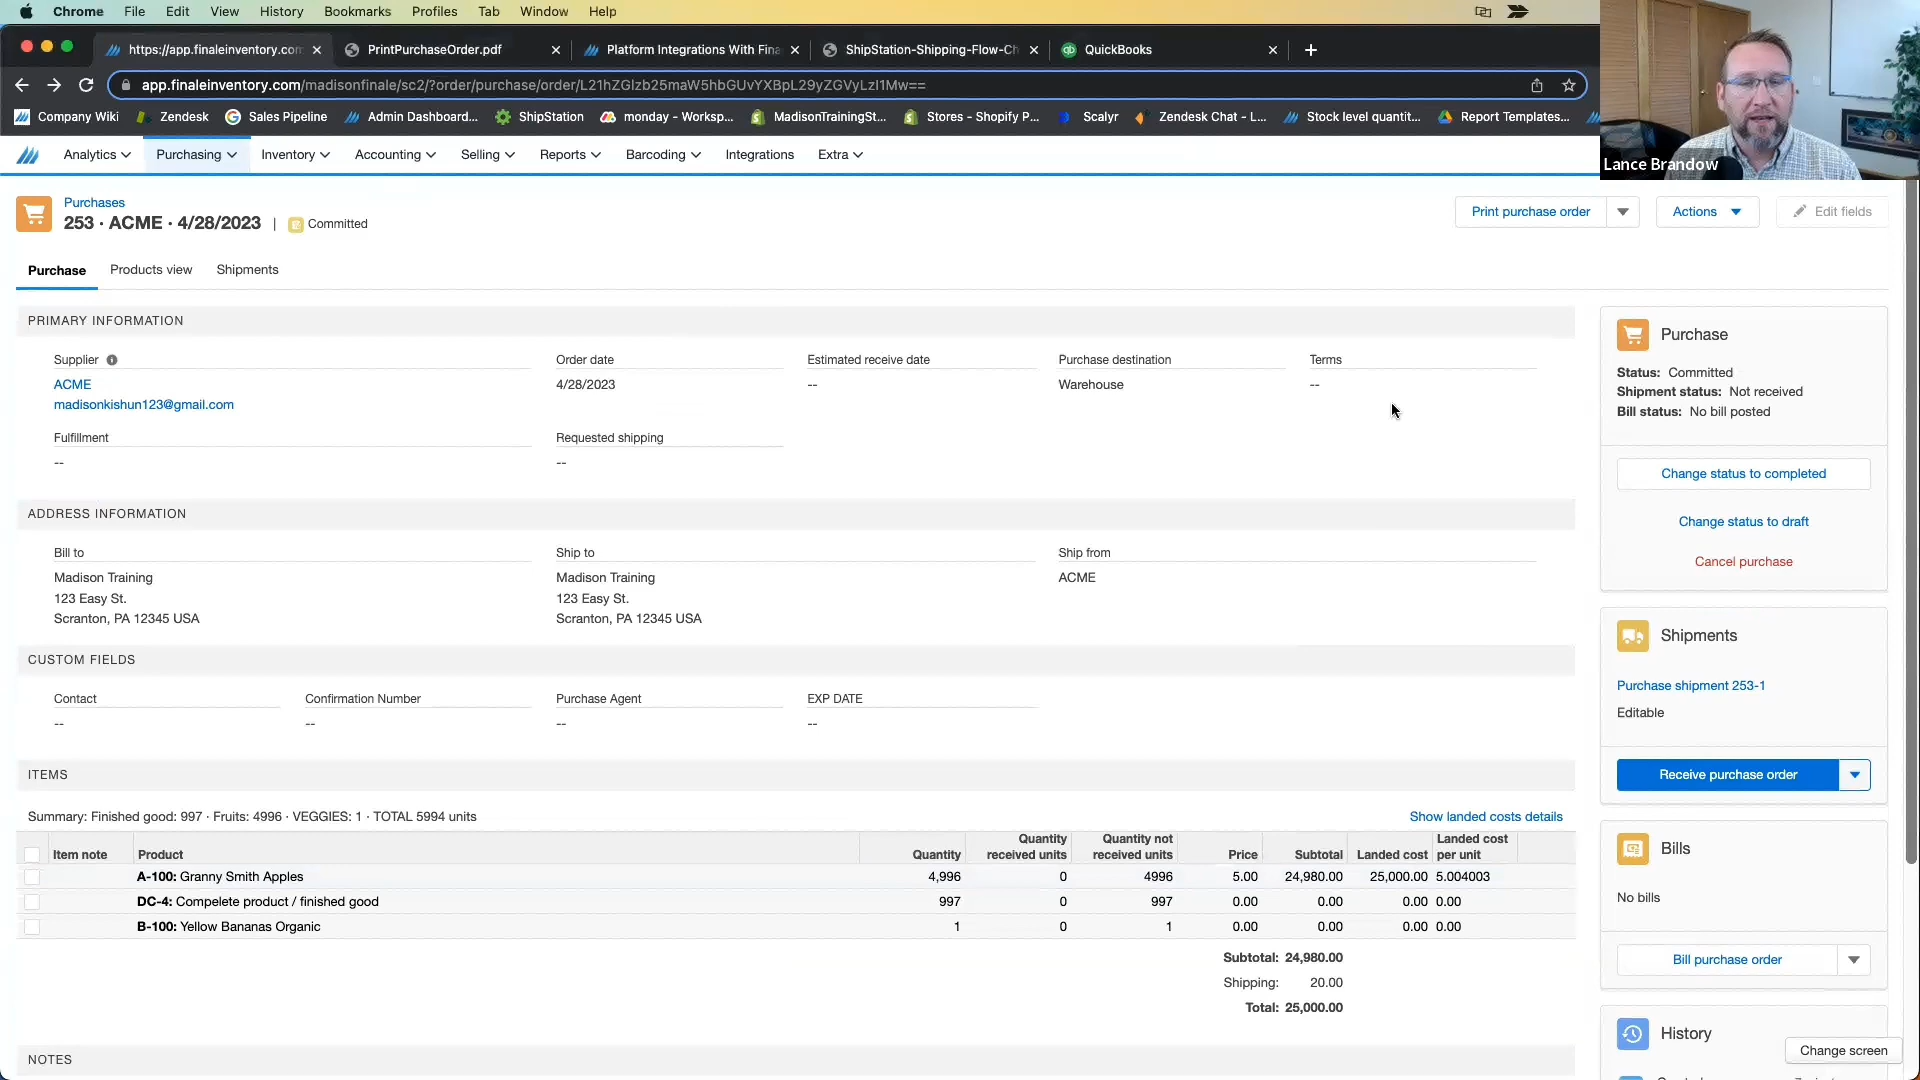 Chrome File Edit View History Bookmarks Profiles Tab Window Help
https://app.finaleinventory.con PrintPurchaseOrder.pdf Platform Integrations With Fina ShipStation-Shipping-Flow-Ch QuickBooks
app.finaleinventory.com/madisonfinale/sc2/?order/purchase/order/L21hZGlzb25maW5hbGUvYXBpL29yZGVyLzI1Mw==
Company Wiki Zendesk Sales Pipeline Admin Dashboard... ShipStation monday - Worksp... MadisonTrainingSt... Stores - Shopify P... Scalyr Zendesk Chat - L... Stock level quantit... Report Templates...
Analytics Purchasing Inventory Accounting Selling Reports Barcoding Integrations Extra
Lance Brandow
Purchases
253 · ACME · 4/28/2023 | Committed
Print purchase order Actions Edit fields
Purchase Products view Shipments
PRIMARY INFORMATION
Supplier Order date Estimated receive date Purchase destination Terms
ACME 4/28/2023 -- Warehouse --
madisonkishun123@gmail.com
Fulfillment Requested shipping
-- --
ADDRESS INFORMATION
Bill to Ship to Ship from
Madison Training Madison Training ACME
123 Easy St. 123 Easy St.
Scranton, PA 12345 USA Scranton, PA 12345 USA
CUSTOM FIELDS
Contact Confirmation Number Purchase Agent EXP DATE
-- -- -- --
ITEMS
Summary: Finished good: 997 · Fruits: 4996 · VEGGIES: 1 · TOTAL 5994 units Show landed costs details
Item note Product Quantity Quantity received units Quantity not received units Price Subtotal Landed cost Landed cost per unit
A-100: Granny Smith Apples 4,996 0 4996 5.00 24,980.00 25,000.00 5.004003
DC-4: Compelete product / finished good 997 0 997 0.00 0.00 0.00 0.00
B-100: Yellow Bananas Organic 1 0 1 0.00 0.00 0.00 0.00
Subtotal: 24,980.00
Shipping: 20.00
Total: 25,000.00
NOTES
Purchase
Status: Committed
Shipment status: Not received
Bill status: No bill posted
Change status to completed
Change status to draft
Cancel purchase
Shipments
Purchase shipment 253-1
Editable
Receive purchase order
Bills
No bills
Bill purchase order
History
Change screen